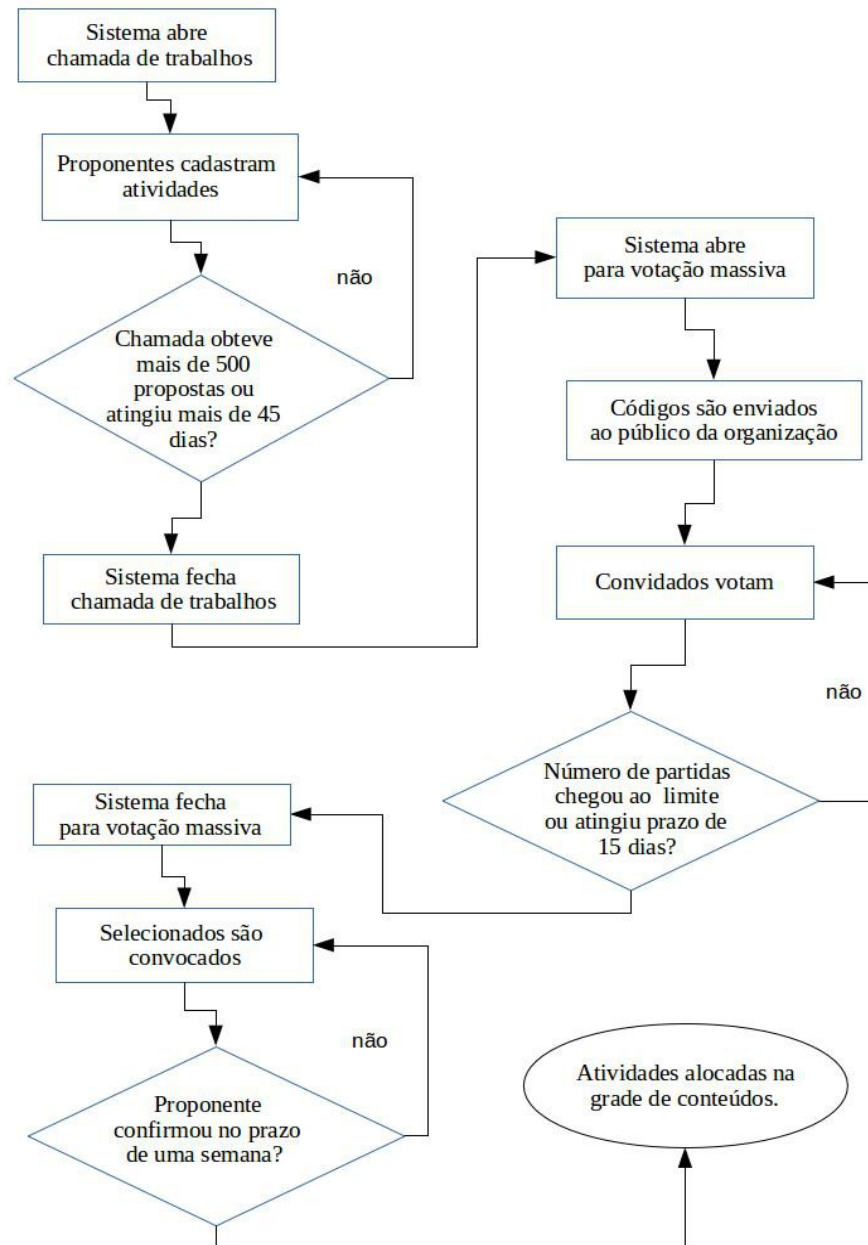 Sistema abre
chamada de trabalhos
Proponentes cadastram
atividades
não
Chamada obteve
mais de 500
propostas ou
atingiu mais de 45
dias?
Sistema fecha
chamada de trabalhos
Sistema abre
para votação massiva
Códigos são enviados
ao público da organização
Convidados votam
não
Número de partidas
chegou ao limite
ou atingiu prazo de
15 dias?
Sistema fecha
para votação massiva
Selecionados são
convocados
não
Proponente
confirmou no prazo
de uma semana?
Atividades alocadas na
grade de conteúdos.